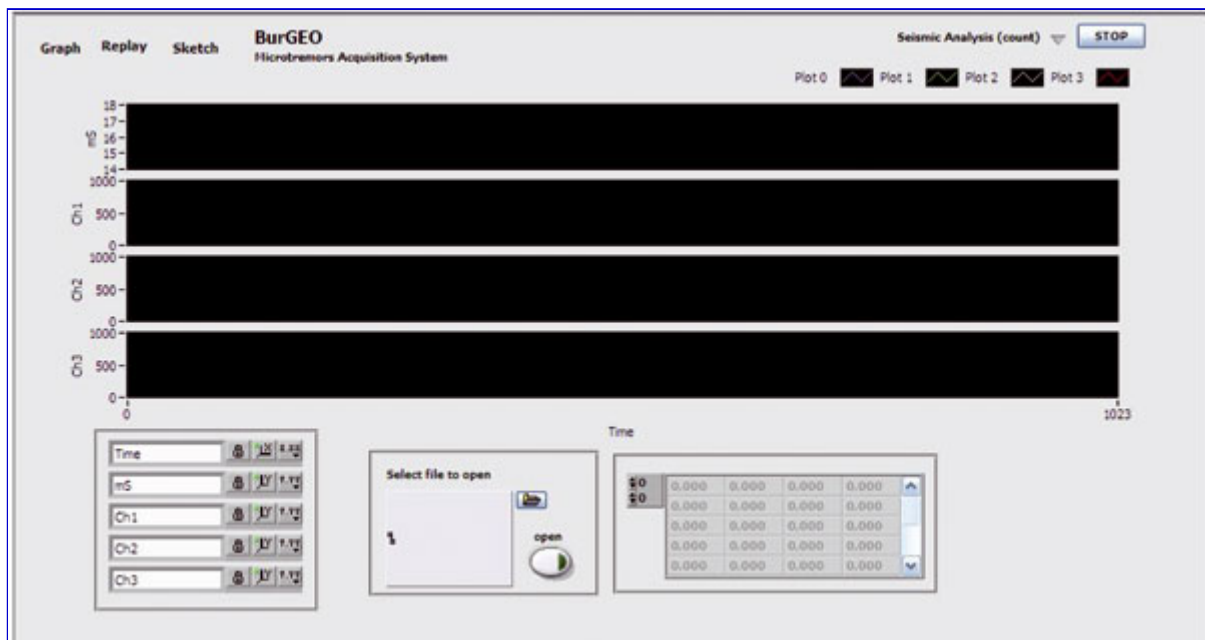 Graph Replay Sketch
BurGEO
Microtremors Acquisition System
Seismic Analysis (count)
STOP
Plot 0 Plot 1 Plot 2 Plot 3
mS
18
17
16
15
14
Ch1
1000
500
0
Ch2
1000
500
0
Ch3
1000
500
0
0 1023
Time
Time
mS
Ch1
Ch2
Ch3
Select file to open
open
0
0
0.000 0.000 0.000 0.000
0.000 0.000 0.000 0.000
0.000 0.000 0.000 0.000
0.000 0.000 0.000 0.000
0.000 0.000 0.000 0.000